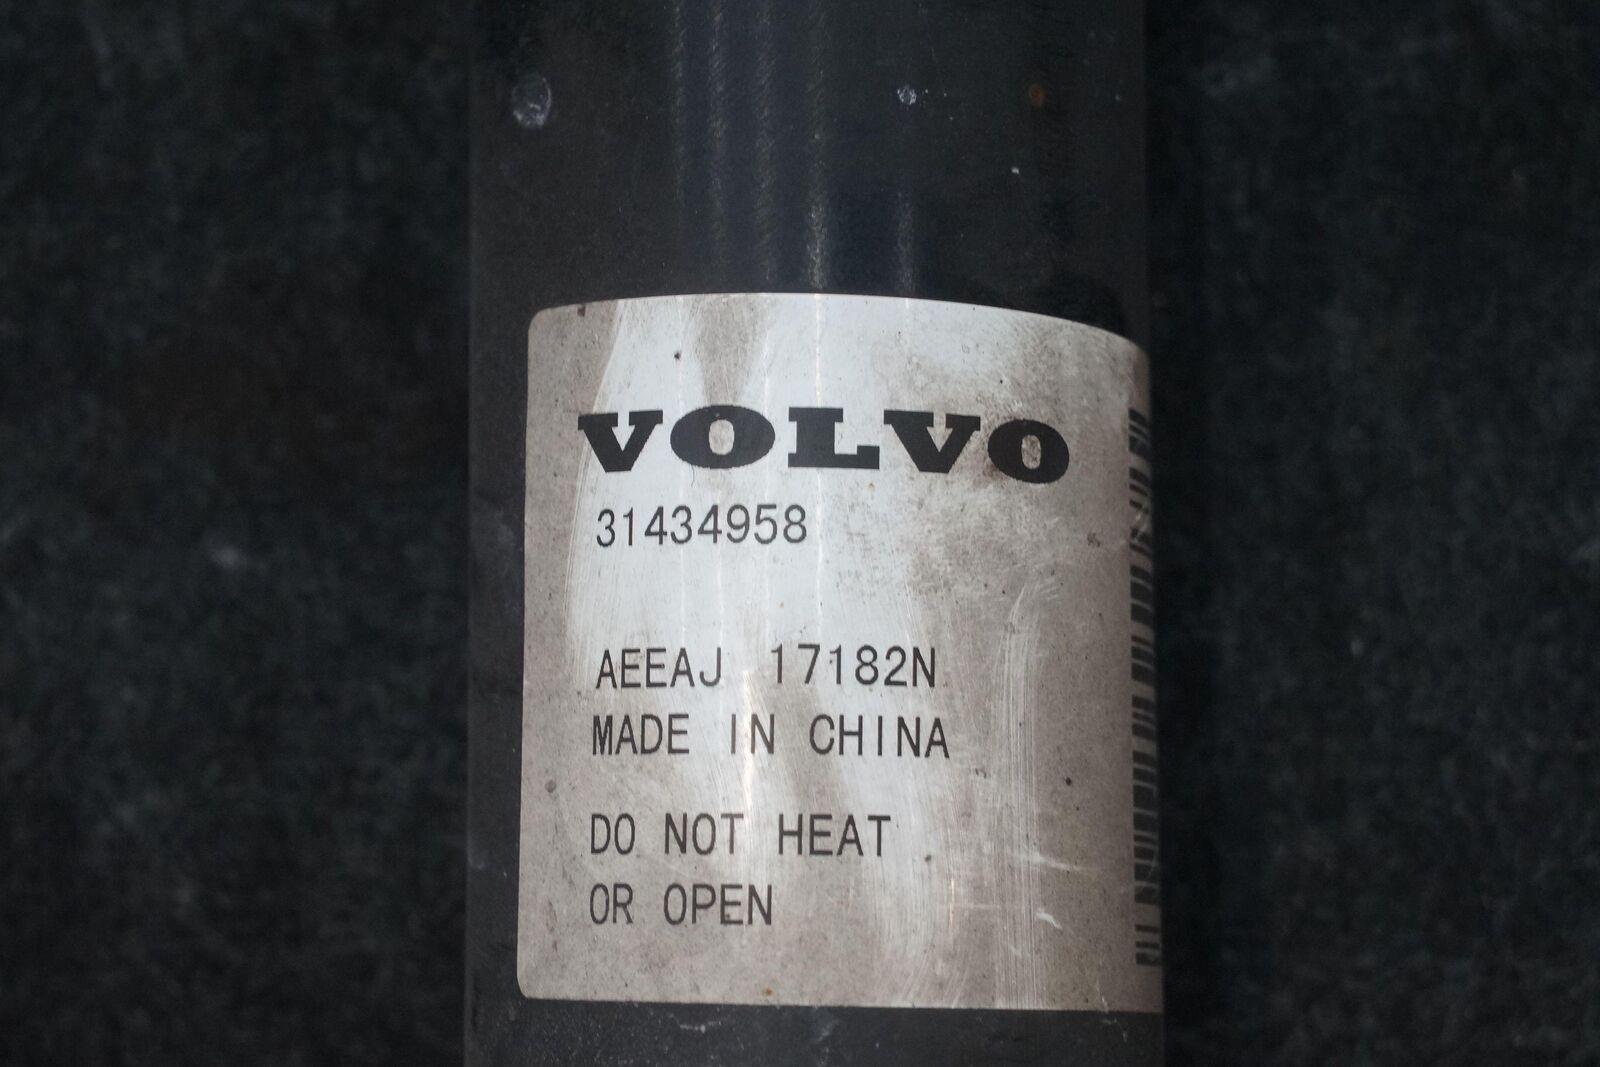 VOLVO
31434958
AEEAJ 17182N
MADE IN CHINA
DO NOT HEAT
OR OPEN